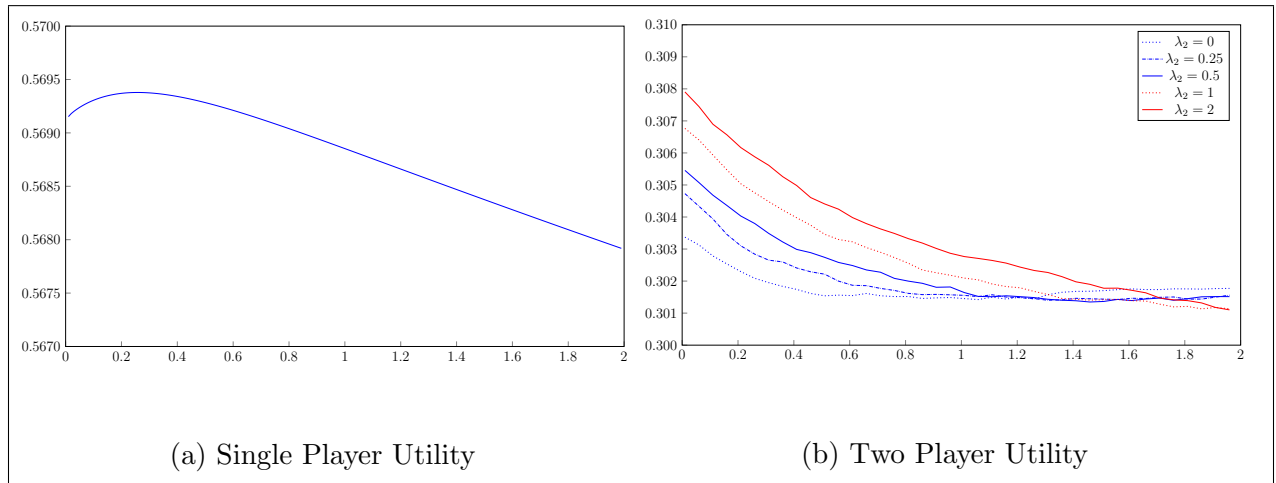 0.5700
0.5695
0.5690
0.5685
0.5680
0.5675
0.5670
0 0.2 0.4 0.6 0.8 1 1.2 1.4 1.6 1.8 2
(a) Single Player Utility
0.310
0.309
0.308
0.307
0.306
0.305
0.304
0.303
0.302
0.301
0.300
0 0.2 0.4 0.6 0.8 1 1.2 1.4 1.6 1.8 2
λ₂ = 0
λ₂ = 0.25
λ₂ = 0.5
λ₂ = 1
λ₂ = 2
(b) Two Player Utility